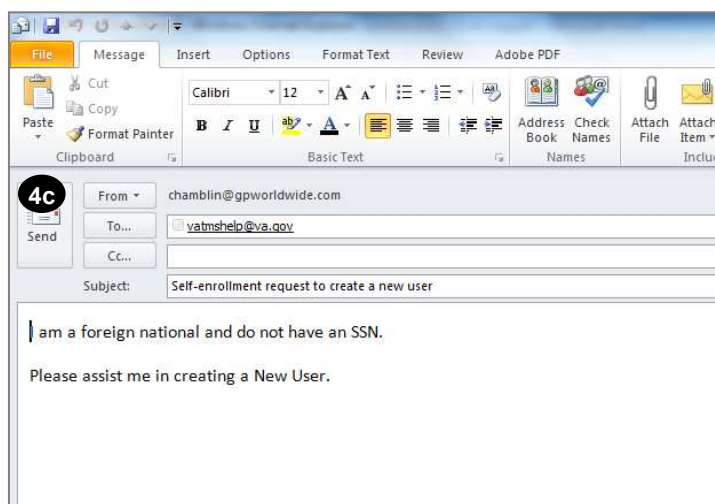 File Message Insert Options Format Text Review Adobe PDF
Cut
Copy
Format Painter
Paste
Clipboard
Calibri 12
B I U
Basic Text
Address Book
Check Names
Names
Attach File
Attach Item
Inclu
4c
Send
From chamblin@gpworldwide.com
To... vatmshelp@va.gov
Cc...
Subject: Self-enrollment request to create a new user
I am a foreign national and do not have an SSN.
Please assist me in creating a New User.